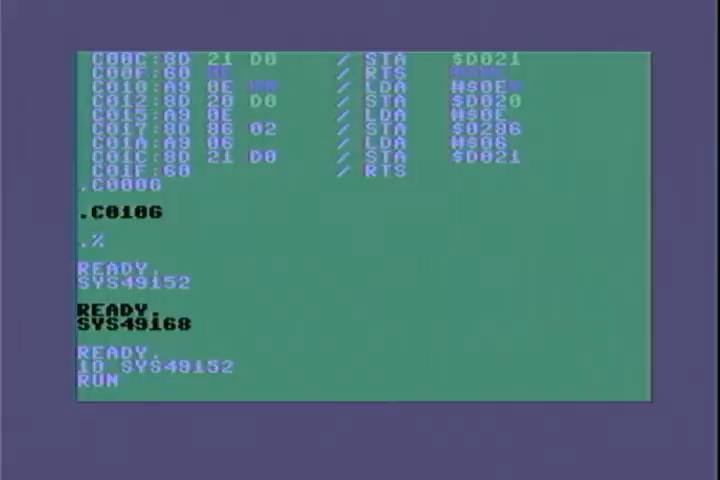 C00C:8D 21 D0 / STA $D021
C00F:60 / RTS
C010:A9 0E / LDA #$0E
C012:8D 20 D0 / STA $D020
C015:A9 0E / LDA #$0E
C017:8D 86 02 / STA $0286
C01A:A9 06 / LDA #$06
C01C:8D 21 D0 / STA $D021
C01F:60 / RTS
.C000G
.C010G
.%
READY.
SYS49152
READY.
SYS49168
READY.
10 SYS49152
RUN